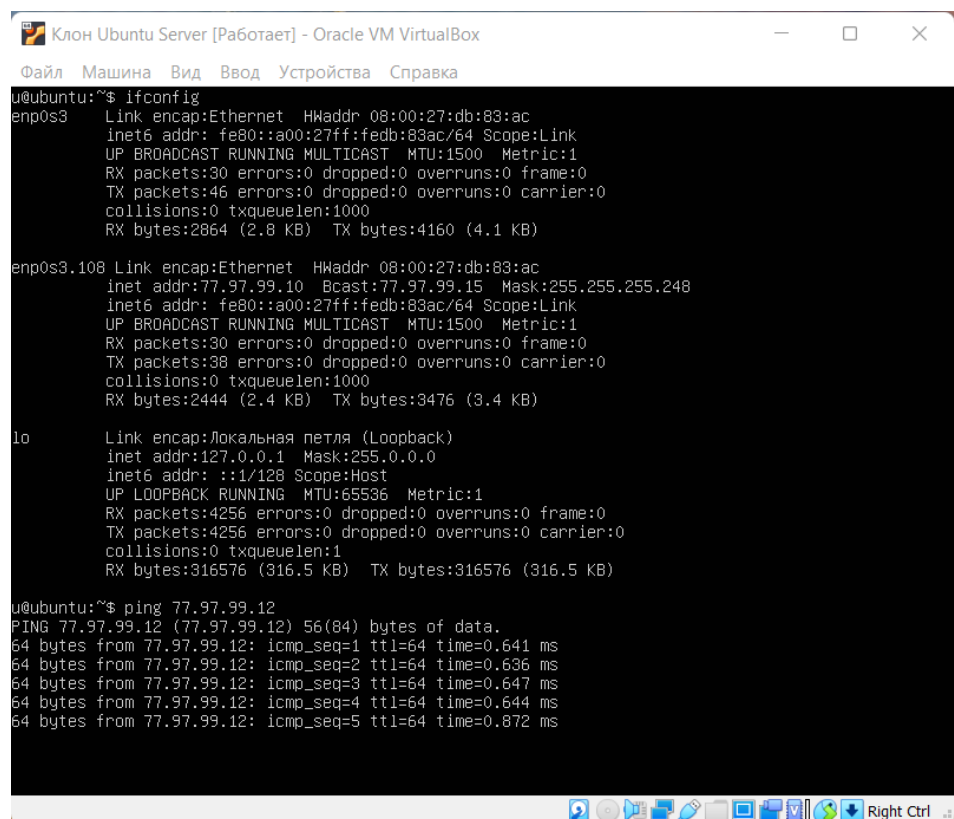 Клон Ubuntu Server [Работает] - Oracle VM VirtualBox
Файл Машина Вид Ввод Устройства Справка
u@ubuntu:~$ ifconfig
enp0s3 Link encap:Ethernet HWaddr 08:00:27:db:83:ac
inet6 addr: fe80::a00:27ff:fedb:83ac/64 Scope:Link
UP BROADCAST RUNNING MULTICAST MTU:1500 Metric:1
RX packets:30 errors:0 dropped:0 overruns:0 frame:0
TX packets:46 errors:0 dropped:0 overruns:0 carrier:0
collisions:0 txqueuelen:1000
RX bytes:2864 (2.8 KB) TX bytes:4160 (4.1 KB)
enp0s3.108 Link encap:Ethernet HWaddr 08:00:27:db:83:ac
inet addr:77.97.99.10 Bcast:77.97.99.15 Mask:255.255.255.248
inet6 addr: fe80::a00:27ff:fedb:83ac/64 Scope:Link
UP BROADCAST RUNNING MULTICAST MTU:1500 Metric:1
RX packets:30 errors:0 dropped:0 overruns:0 frame:0
TX packets:38 errors:0 dropped:0 overruns:0 carrier:0
collisions:0 txqueuelen:1000
RX bytes:2444 (2.4 KB) TX bytes:3476 (3.4 KB)
lo Link encap:Локальная петля (Loopback)
inet addr:127.0.0.1 Mask:255.0.0.0
inet6 addr: ::1/128 Scope:Host
UP LOOPBACK RUNNING MTU:65536 Metric:1
RX packets:4256 errors:0 dropped:0 overruns:0 frame:0
TX packets:4256 errors:0 dropped:0 overruns:0 carrier:0
collisions:0 txqueuelen:1
RX bytes:316576 (316.5 KB) TX bytes:316576 (316.5 KB)
u@ubuntu:~$ ping 77.97.99.12
PING 77.97.99.12 (77.97.99.12) 56(84) bytes of data.
64 bytes from 77.97.99.12: icmp_seq=1 ttl=64 time=0.641 ms
64 bytes from 77.97.99.12: icmp_seq=2 ttl=64 time=0.636 ms
64 bytes from 77.97.99.12: icmp_seq=3 ttl=64 time=0.647 ms
64 bytes from 77.97.99.12: icmp_seq=4 ttl=64 time=0.644 ms
64 bytes from 77.97.99.12: icmp_seq=5 ttl=64 time=0.872 ms
Right Ctrl